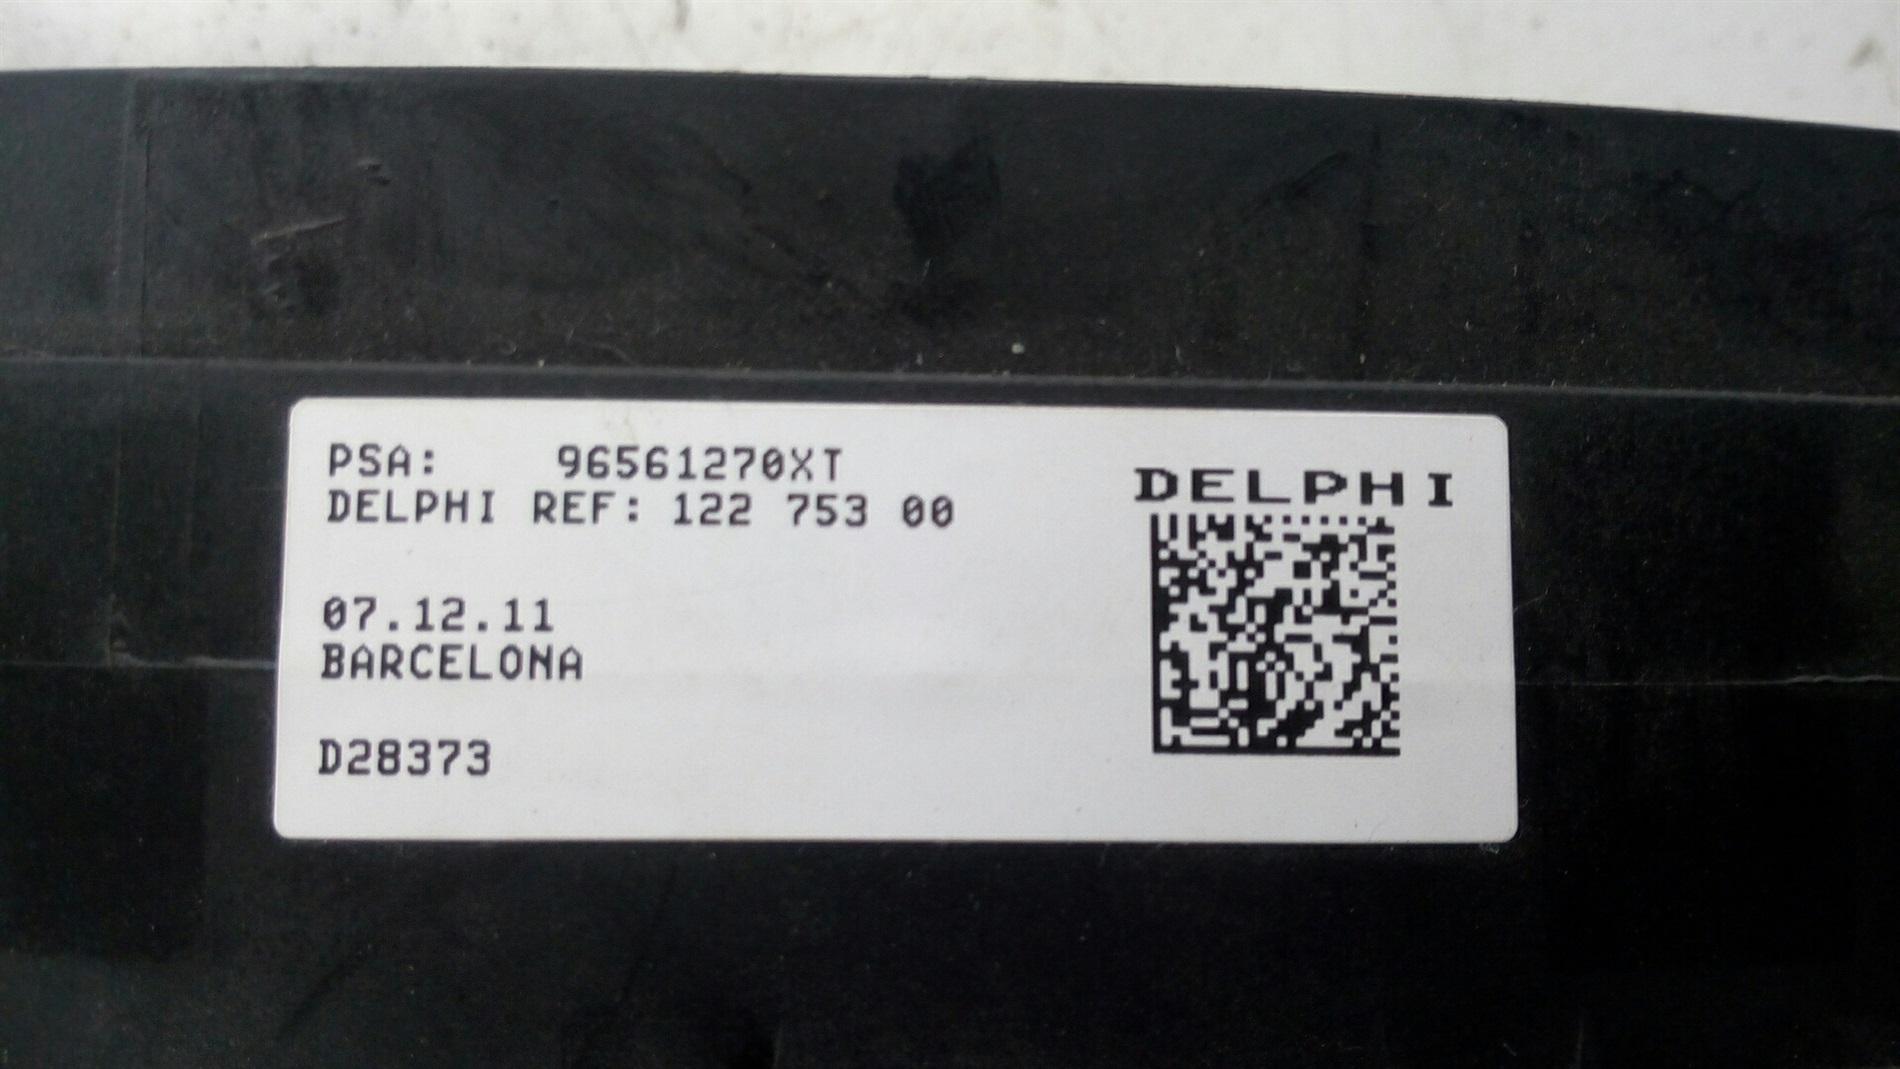 PSA: 96561270XT
DELPHI REF: 122 753 00
DELPHI
07.12.11
BARCELONA
D28373